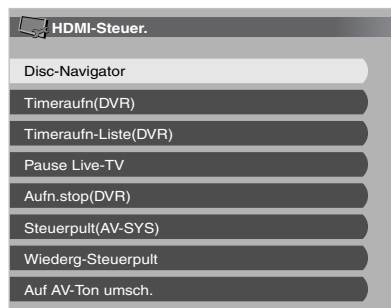 HDMI-Steuer.
Disc-Navigator
Timeraufn(DVR)
Timeraufn-Liste(DVR)
Pause Live-TV
Aufn.stop(DVR)
Steuerpult(AV-SYS)
Wiederg-Steuerpult
Auf AV-Ton umsch.